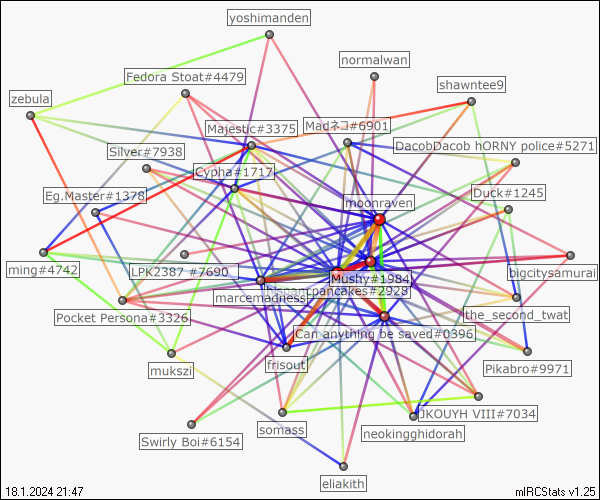 yoshimanden
normalwan
Fedora Stoat#4479
shawntee9
zebula
Majestic#3375
Madネコ#6901
DacobDacob hORNY police#5271
Silver#7938
Cypha#1717
Duck#1245
Eg.Master#1378
moonraven
ming#4742
LPK2387 #7690
Mushy#1984
bigcitysamurai
marcemadness
hispanicpancakes#2928
Pocket Persona#3326
the_second_twat
Can anything be saved#0396
mukszi
frisout
Pikabro#9971
JKOUYH VIII#7034
somass
neokingghidorah
Swirly Boi#6154
eliakith
18.1.2024 21:47
mIRCStats v1.25